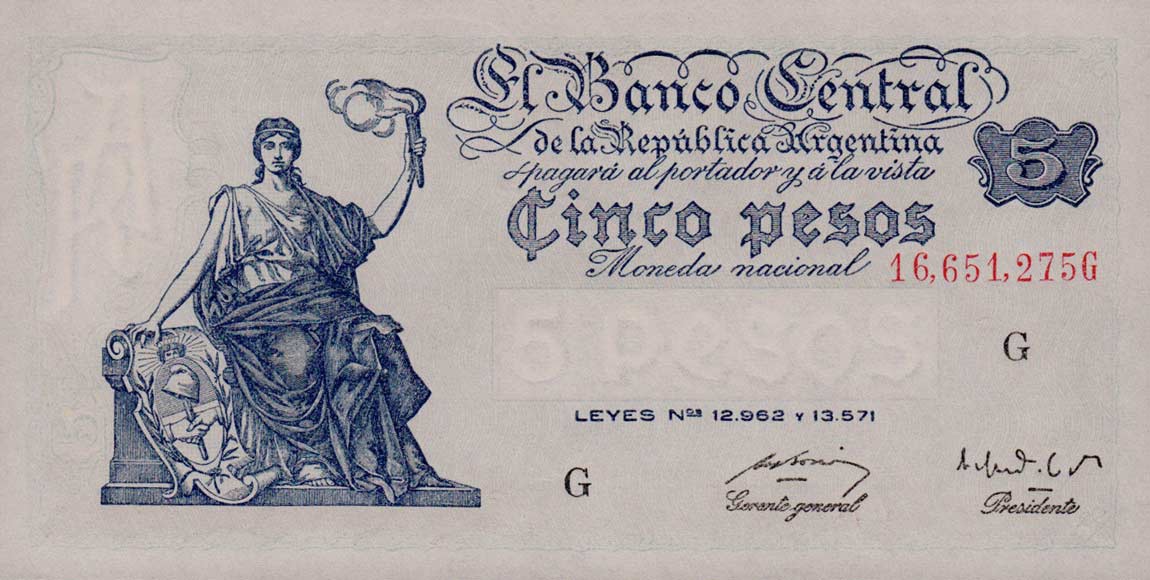 El Banco Central
de la República Argentina
pagará al portador y á la vista
5
Cinco pesos
Moneda nacional
16,651,275G
5 PESOS
G
LEYES Nos 12.962 Y 13.571
G
Gerente general
Presidente